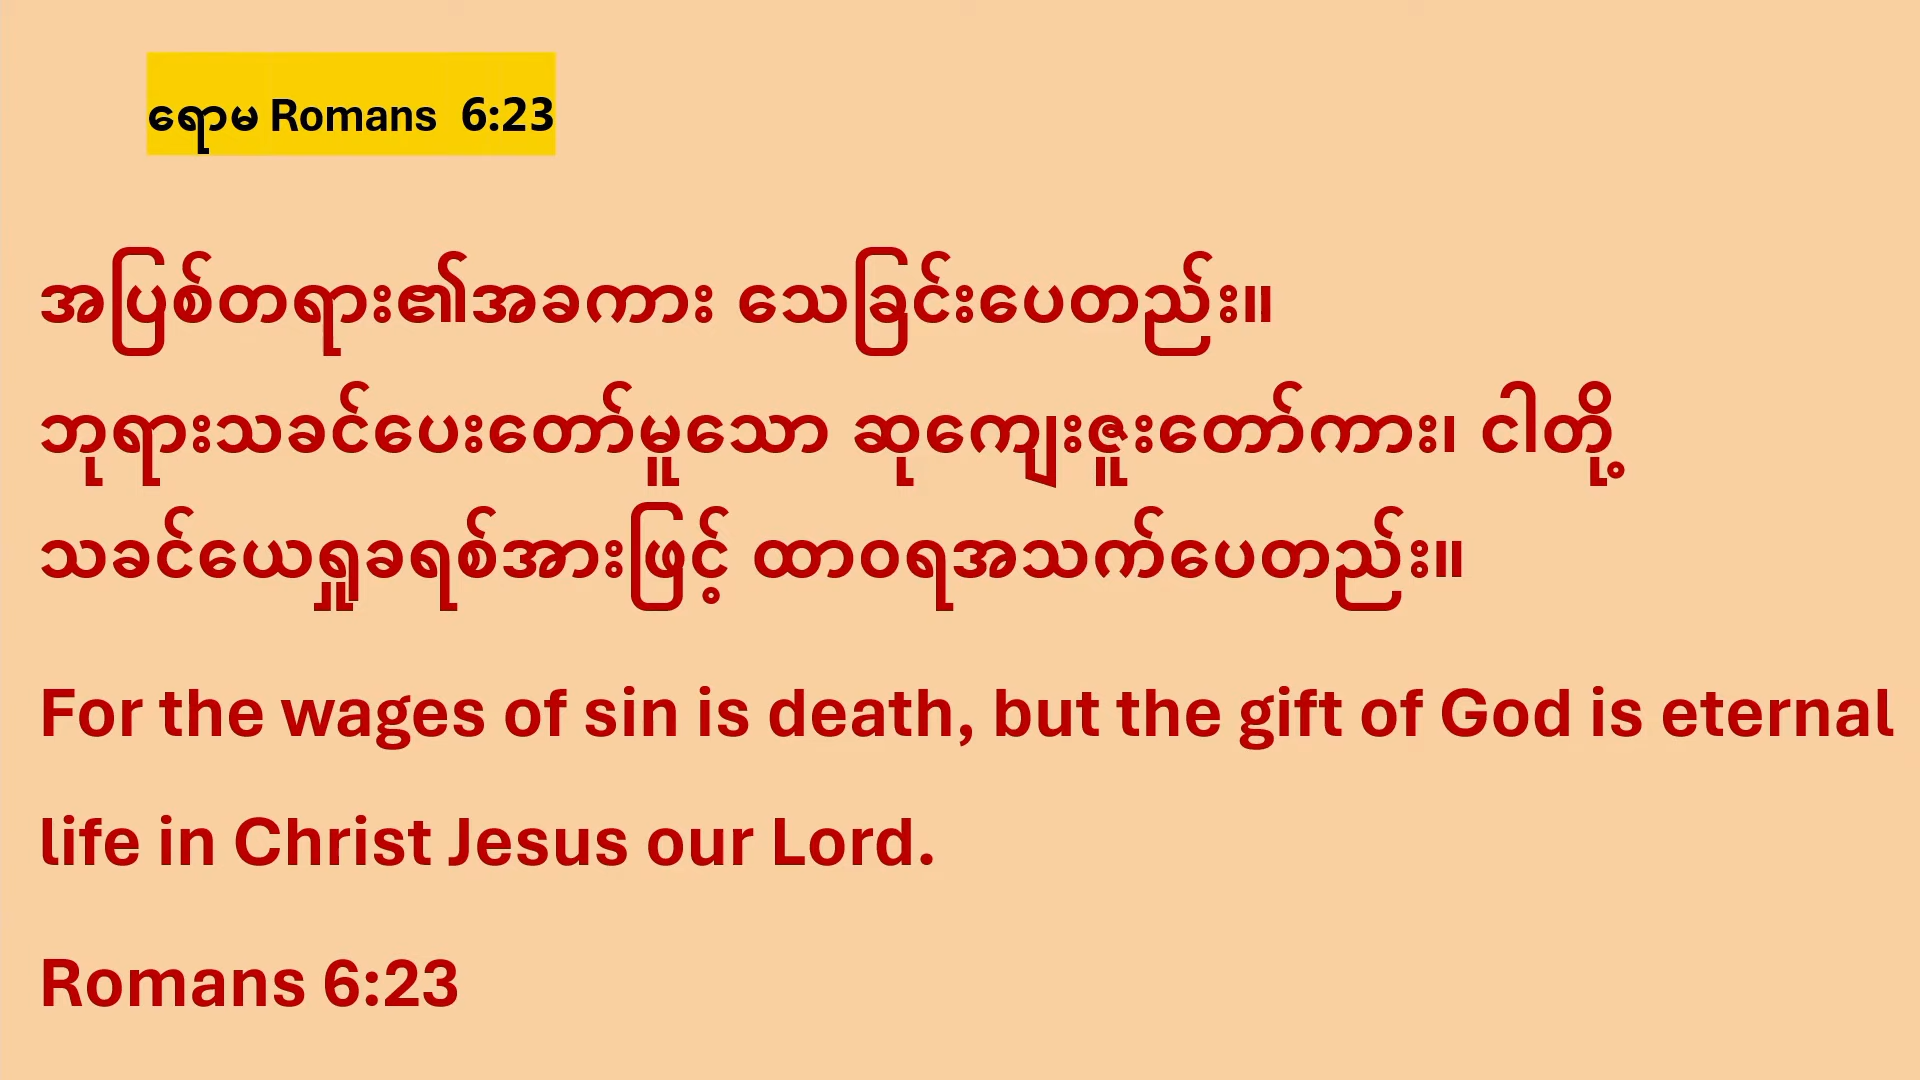 ရောမ Romans 6:23
အပြစ်တရား၏အခကား သေခြင်းပေတည်း။
ဘုရားသခင်ပေးတော်မူသော ဆုကျေးဇူးတော်ကား၊ ငါတို့
သခင်ယေရှုခရစ်အားဖြင့် ထာဝရအသက်ပေတည်း။
For the wages of sin is death, but the gift of God is eternal
life in Christ Jesus our Lord.
Romans 6:23